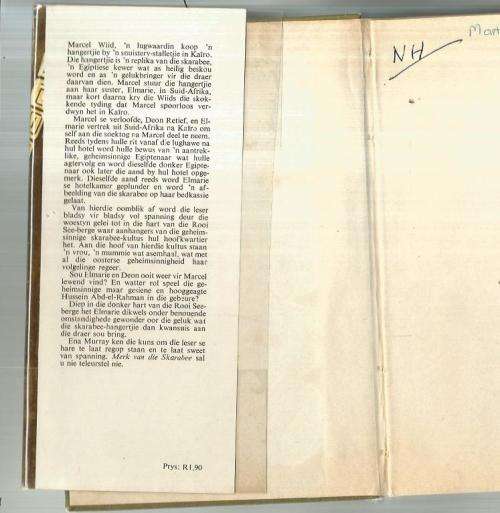 Marcel Wiid, 'n lugwaardin koop 'n
hangertjie by 'n snuistery-stalletjie in Kaïro.
Die hangertjie is 'n replika van die skarabee,
'n Egiptiese kewer wat as heilig beskou
word en as 'n gelukbringer vir die draer
daarvan dien. Marcel stuur die hangertjie
aan haar suster, Elmarie, in Suid-Afrika,
maar kort daarna kry die Wiids die skok-
kende tyding dat Marcel spoorloos ver-
dwyn het in Kaïro.
Marcel se verloofde, Deon Retief, en El-
marie vertrek uit Suid-Afrika na Kaïro om
self aan die soektog na Marcel deel te neem.
Reeds tydens hulle rit vanaf die lughawe na
hul hotel word hulle bewus van 'n aantrek-
like, geheimsinnige Egiptenaar wat hulle
agtervolg en word dieselfde donker Egipte-
naar ook later die aand by hul hotel opge-
merk. Dieselfde aand reeds word Elmarie
se hotelkamer geplunder en word 'n af-
beelding van die skarabee op haar bedkassie
gelaat.
Van hierdie oomblik af word die leser
bladsy vir bladsy vol spanning deur die
woestyn gelei tot in die hart van die Rooi
See-berge waar aanhangers van die geheim-
sinnige skarabee-kultus hul hoofkwartier
het. Aan die hoof van hierdie kultus staan
'n vrou, 'n mummie wat asemhaal, wat met
al die oosterse geheimsinnigheid haar
volgelinge regeer.
Sou Elmarie en Deon ooit weer vir Marcel
lewend vind? En watter rol speel die ge-
heimsinnige maar gesiene en hooggeagte
Hussein Abd-el-Rahman in die gebeure?
Diep in die donker hart van die Rooi See-
berge het Elmarie dikwels onder benouende
omstandighede gewonder oor die geluk wat
die skarabee-hangertjie dan kwansuis aan
die draer sou bring.
Ena Murray ken die kuns om die leser se
hare te laat regop staan en te laat sweet
van spanning. Merk van die Skarabee sal
u nie teleurstel nie.
Prys: R1,90
NH